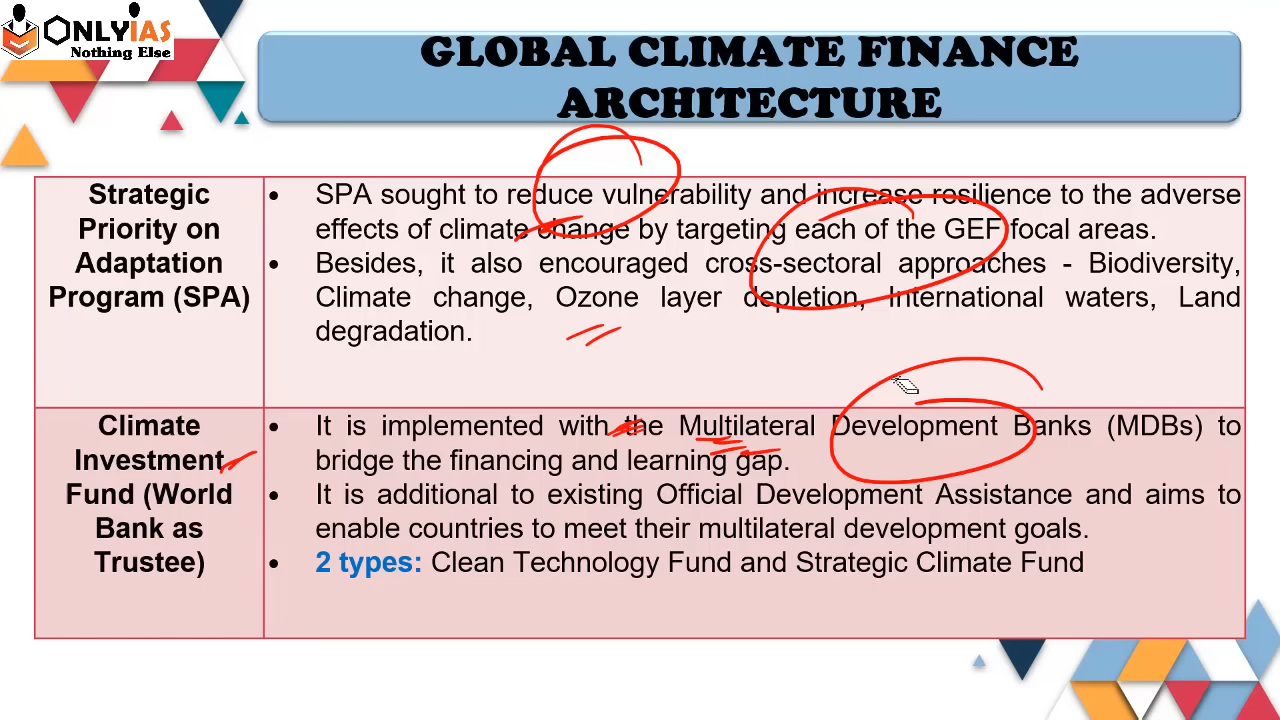 ONLYIAS
Nothing Else
GLOBAL CLIMATE FINANCE
ARCHITECTURE
Strategic
Priority on
Adaptation
Program (SPA)
• SPA sought to reduce vulnerability and increase resilience to the adverse
effects of climate change by targeting each of the GEF focal areas.
• Besides, it also encouraged cross-sectoral approaches - Biodiversity,
Climate change, Ozone layer depletion, International waters, Land
degradation.
Climate
Investment
Fund (World
Bank as
Trustee)
• It is implemented with the Multilateral Development Banks (MDBs) to
bridge the financing and learning gap.
• It is additional to existing Official Development Assistance and aims to
enable countries to meet their multilateral development goals.
• 2 types: Clean Technology Fund and Strategic Climate Fund